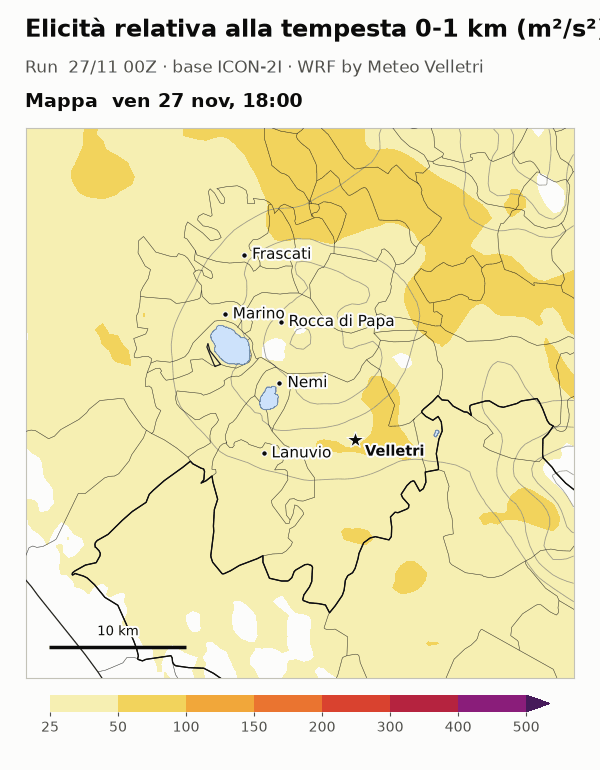 Elicità relativa alla tempesta 0-1 km (m²/s²)
Run 27/11 00Z · base ICON-2I · WRF by Meteo Velletri
Mappa ven 27 nov, 18:00
Frascati
Marino
Rocca di Papa
Nemi
Velletri
Lanuvio
10 km
25 50 100 150 200 300 400 500